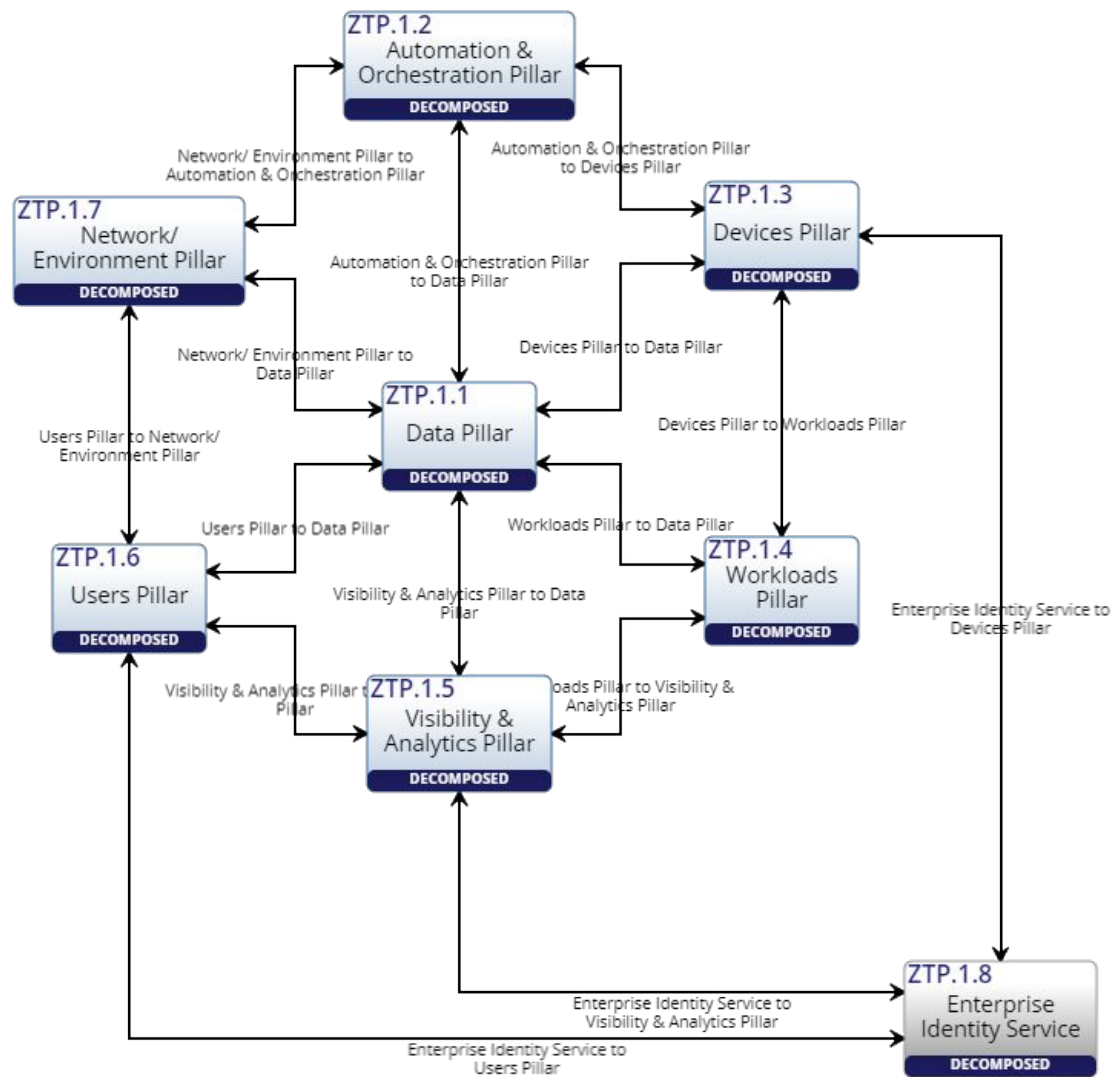 ZTP.1.2
Automation &
Orchestration Pillar
DECOMPOSED
Network/ Environment Pillar to
Automation & Orchestration Pillar
Automation & Orchestration Pillar
to Devices Pillar
ZTP.1.7
Network/
Environment Pillar
DECOMPOSED
ZTP.1.3
Devices Pillar
DECOMPOSED
Automation & Orchestration Pillar
to Data Pillar
Network/ Environment Pillar to
Data Pillar
Devices Pillar to Data Pillar
ZTP.1.1
Data Pillar
DECOMPOSED
Users Pillar to Network/
Environment Pillar
Devices Pillar to Workloads Pillar
Users Pillar to Data Pillar
Workloads Pillar to Data Pillar
ZTP.1.6
Users Pillar
DECOMPOSED
ZTP.1.4
Workloads
Pillar
DECOMPOSED
Visibility & Analytics Pillar to Data
Pillar
Enterprise Identity Service to
Devices Pillar
Visibility & Analytics Pillar
Pillar
ZTP.1.5
Visibility &
Analytics Pillar
DECOMPOSED
oads Pillar to Visibility &
Analytics Pillar
ZTP.1.8
Enterprise
Identity Service
DECOMPOSED
Enterprise Identity Service to
Visibility & Analytics Pillar
Enterprise Identity Service to
Users Pillar